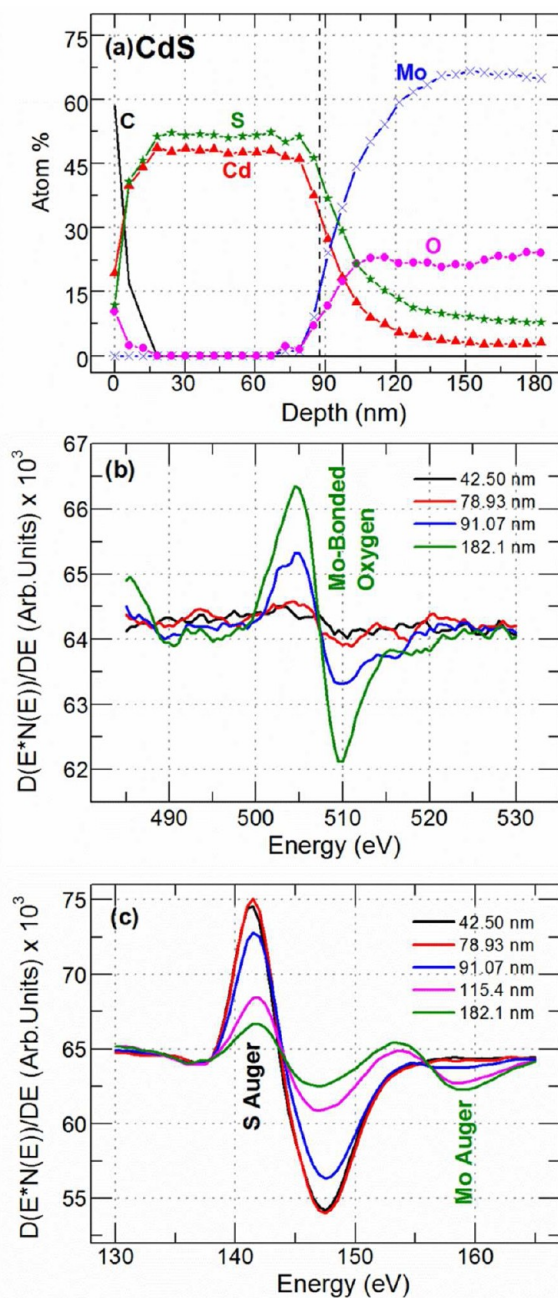 (a)CdS
C
S
Cd
Mo
O
75
60
45
30
15
0
Atom %
0 30 60 90 120 150 180
Depth (nm)
(b)
42.50 nm
78.93 nm
91.07 nm
182.1 nm
Mo-Bonded
Oxygen
67
66
65
64
63
62
D(E*N(E))/DE (Arb.Units) x 10³
490 500 510 520 530
Energy (eV)
(c)
42.50 nm
78.93 nm
91.07 nm
115.4 nm
182.1 nm
S Auger
Mo Auger
75
70
65
60
55
D(E*N(E))/DE (Arb.Units) x 10³
130 140 150 160
Energy (eV)